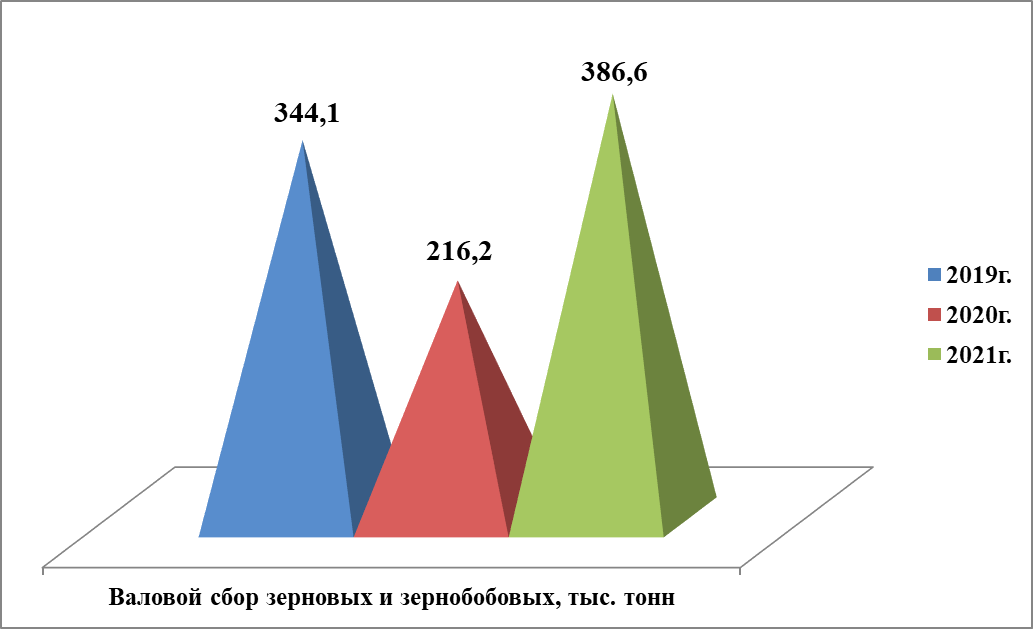 386,6
344,1
216,2
2019г.
2020г.
2021г.
Валовой сбор зерновых и зернобобовых, тыс. тонн